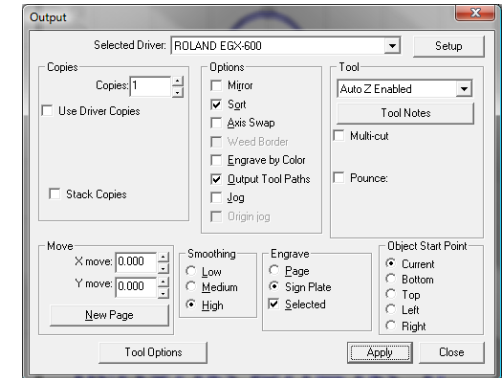 Output
Selected Driver: ROLAND EGX-600 Setup
Copies
Copies: 1
Use Driver Copies
Stack Copies
Options
Mirror
Sort
Axis Swap
Weed Border
Engrave by Color
Output Tool Paths
Jog
Origin jog
Tool
Auto Z Enabled
Tool Notes
Multi-cut
Pounce:
Move
X move: 0.000
Y move: 0.000
New Page
Smoothing
Low
Medium
High
Engrave
Page
Sign Plate
Selected
Object Start Point
Current
Bottom
Top
Left
Right
Tool Options Apply Close